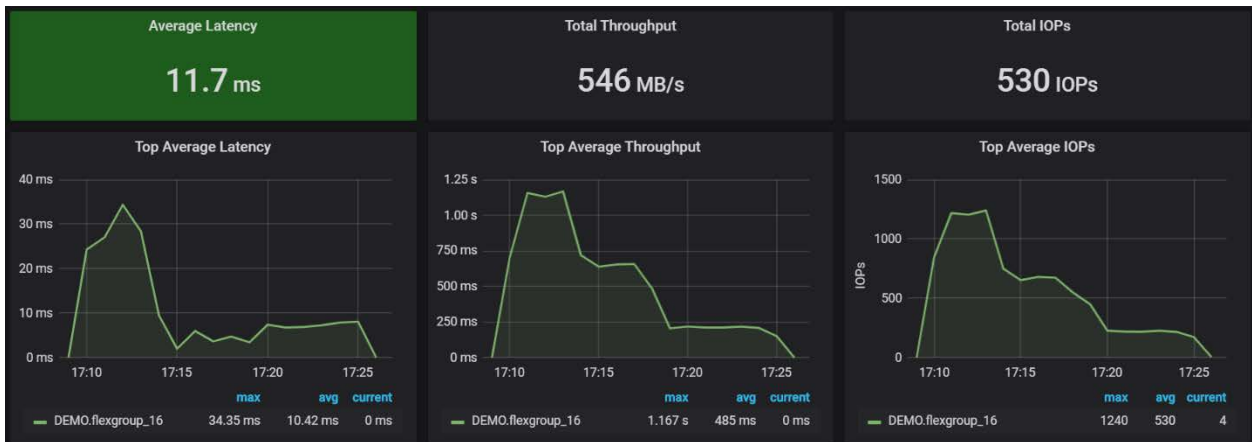 Average Latency
11.7 ms
Total Throughput
546 MB/s
Total IOPs
530 IOPs
Top Average Latency
40 ms
30 ms
20 ms
10 ms
0 ms
17:10 17:15 17:20 17:25
max avg current
DEMO.flexgroup_16 34.35 ms 10.42 ms 0 ms
Top Average Throughput
1.25 s
1.00 s
750 ms
500 ms
250 ms
0 ms
17:10 17:15 17:20 17:25
max avg current
DEMO.flexgroup_16 1.167 s 485 ms 0 ms
Top Average IOPs
IOPs
1500
1000
500
0
17:10 17:15 17:20 17:25
max avg current
DEMO.flexgroup_16 1240 530 4